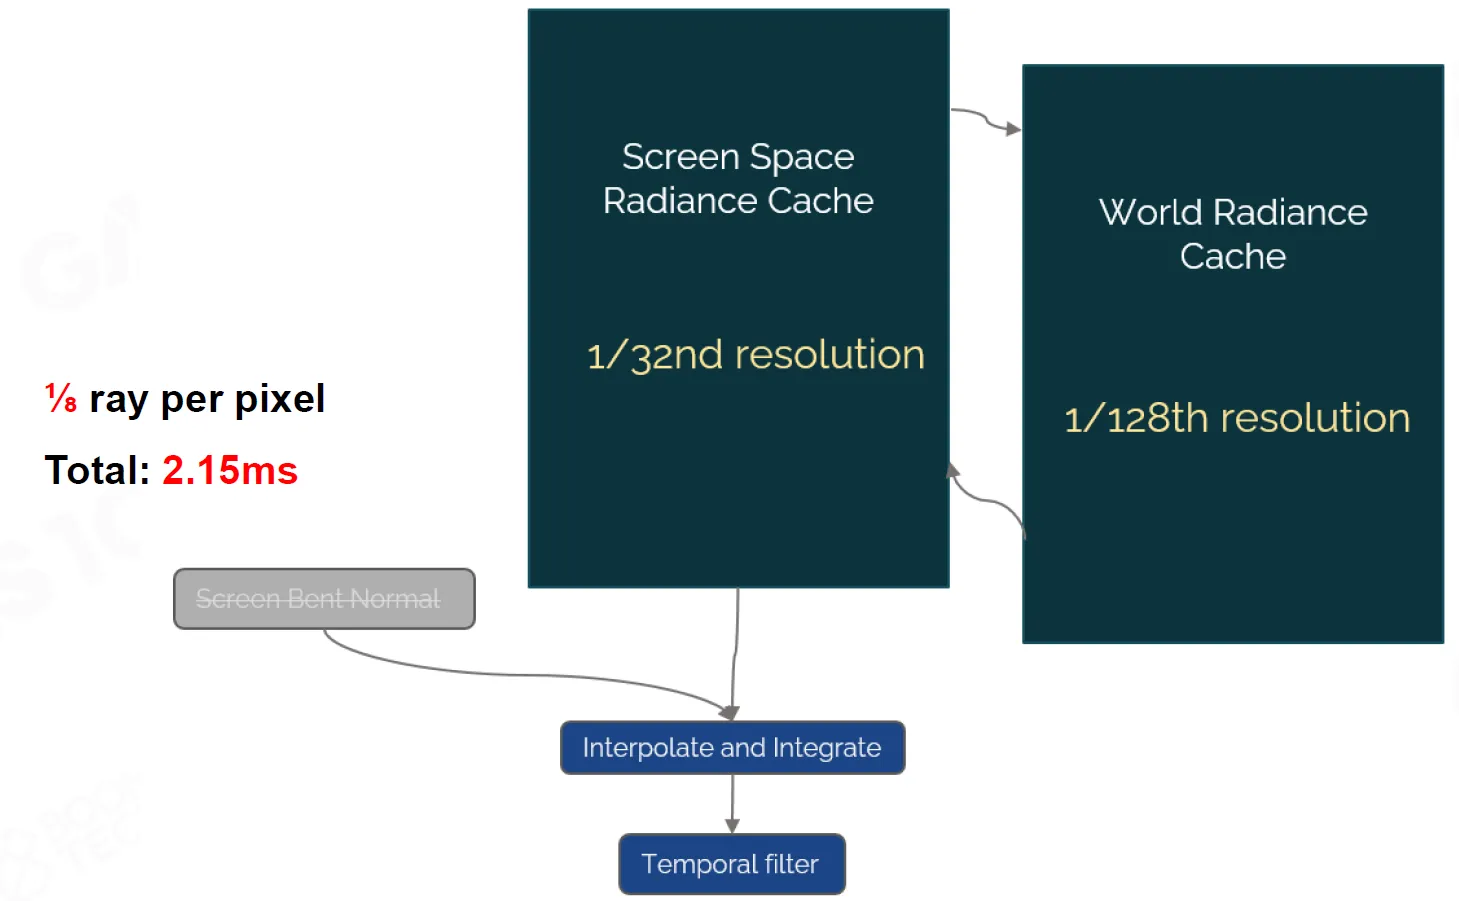 Screen Space
Radiance Cache
1/32nd resolution
World Radiance
Cache
1/128th resolution
⅛ ray per pixel
Total: 2.15ms
Screen Bent Normal
Interpolate and Integrate
Temporal filter